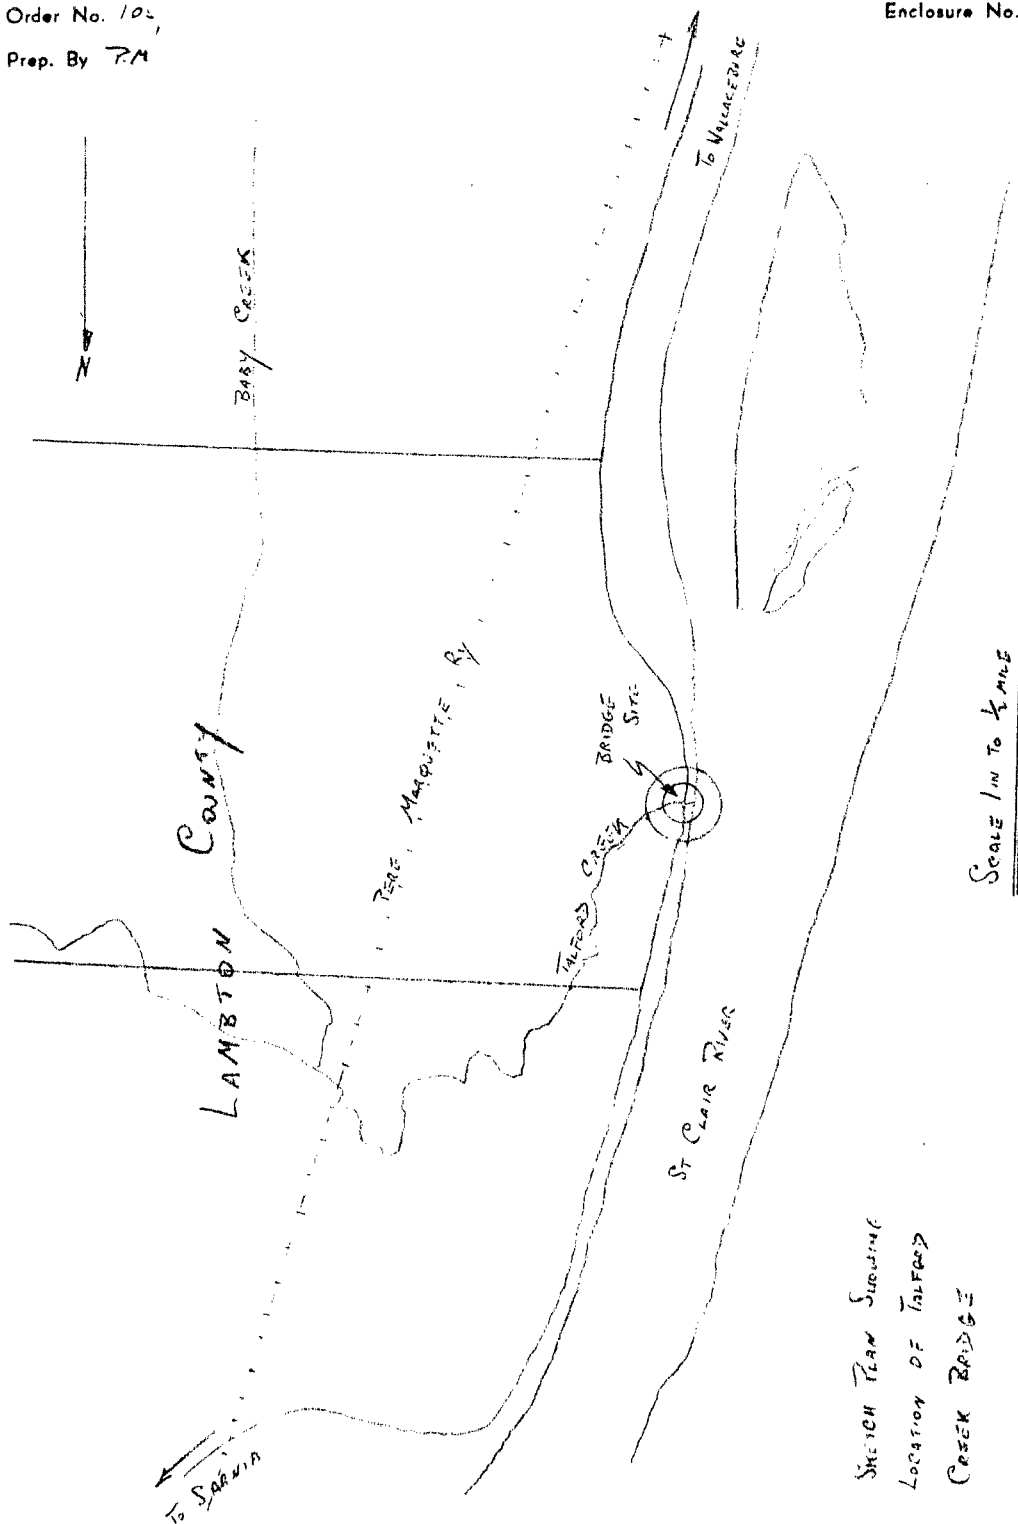 Order No.
Prep. By P.M
Enclosure No.
N
BABY CREEK
TO WALLACEBURG
LAMBTON COUNTY
PERE MARQUETTE RY
BRIDGE
SITE
TALFORD CREEK
ST CLAIR RIVER
TO SARNIA
SCALE 1 IN TO ½ MILE
SKETCH PLAN SHOWING
LOCATION OF TALFORD
CREEK BRIDGE